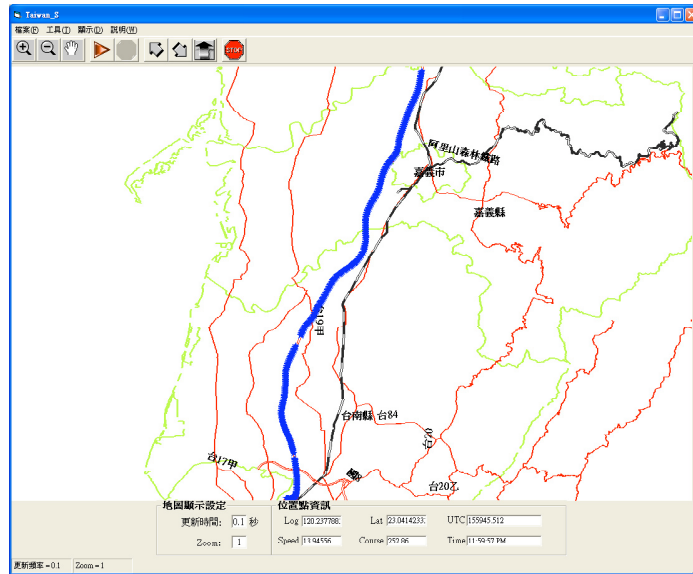 Taiwan_S
檔案(F) 工具(T) 顯示(D) 說明(W)
STOP
阿里山森林鐵路
嘉義市
嘉義縣
台19甲
台南縣 台84
台20
台17甲
台20乙
地圖顯示設定
更新時間: 0.1 秒
Zoom: 1
位置點資訊
Log 120.237788 Lat 23.0414233 UTC 155945.512
Speed 13.94556 Course 252.86 Time 11:59:57 PM
更新頻率=0.1 Zoom=1